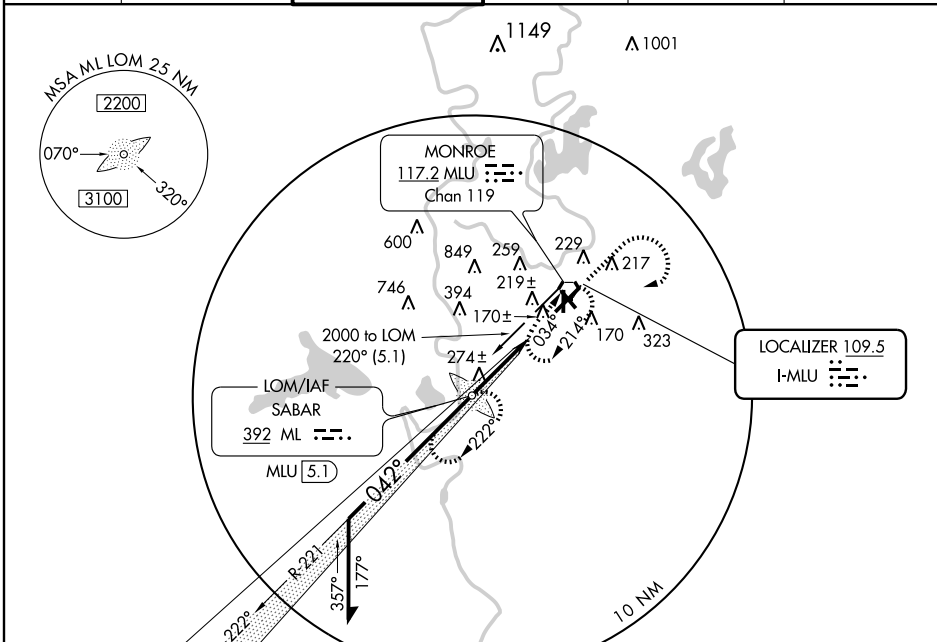 1149
1001
MSA ML LOM 25 NM
2200
070°
3100
320°
MONROE
117.2 MLU
Chan 119
600
849
259
229
217
746
394
219±
170±
034°
214°
170
323
2000 to LOM
220° (5.1)
274±
LOCALIZER 109.5
I-MLU
LOM/IAF
SABAR
392 ML
MLU 5.1
222°
042°
R-221
222°
357°
177°
10 NM